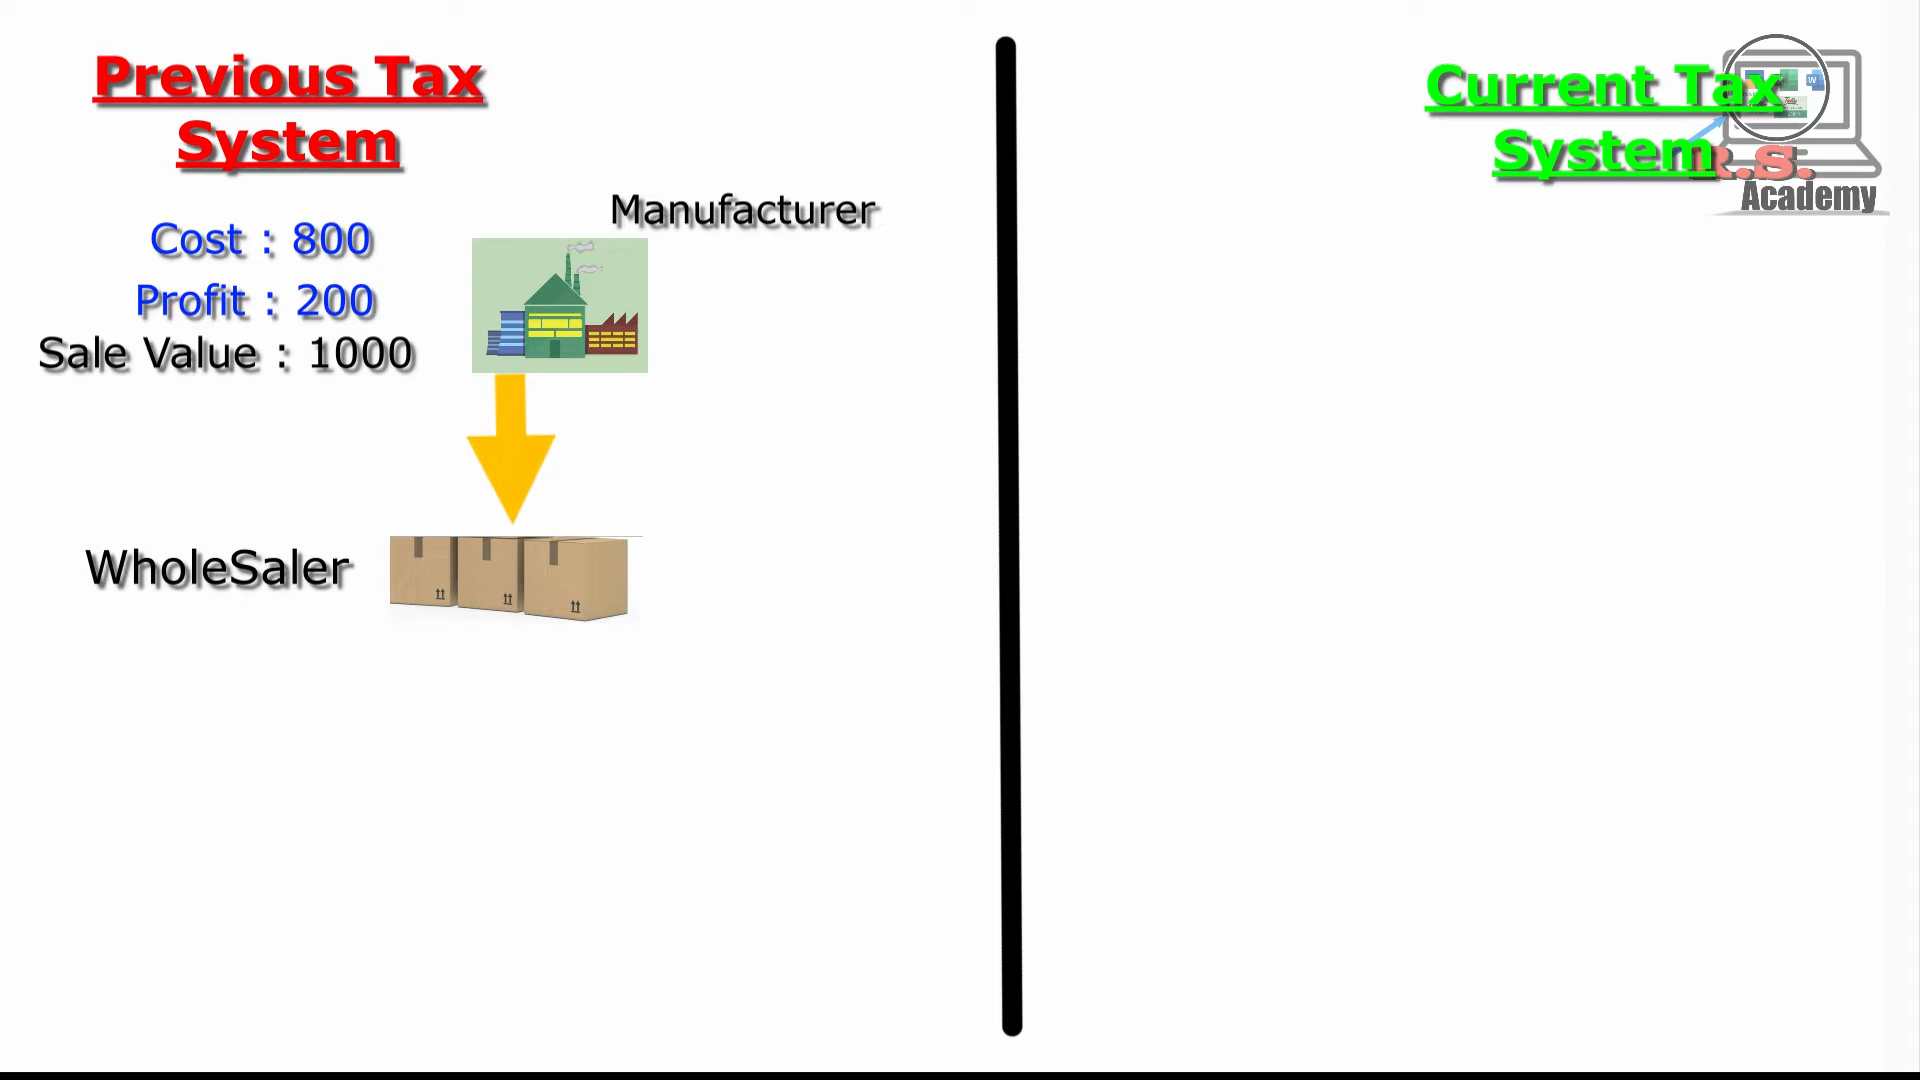 Previous Tax
System
Current Tax
System
R.S.
Academy
Manufacturer
Cost : 800
Profit : 200
Sale Value : 1000
WholeSaler